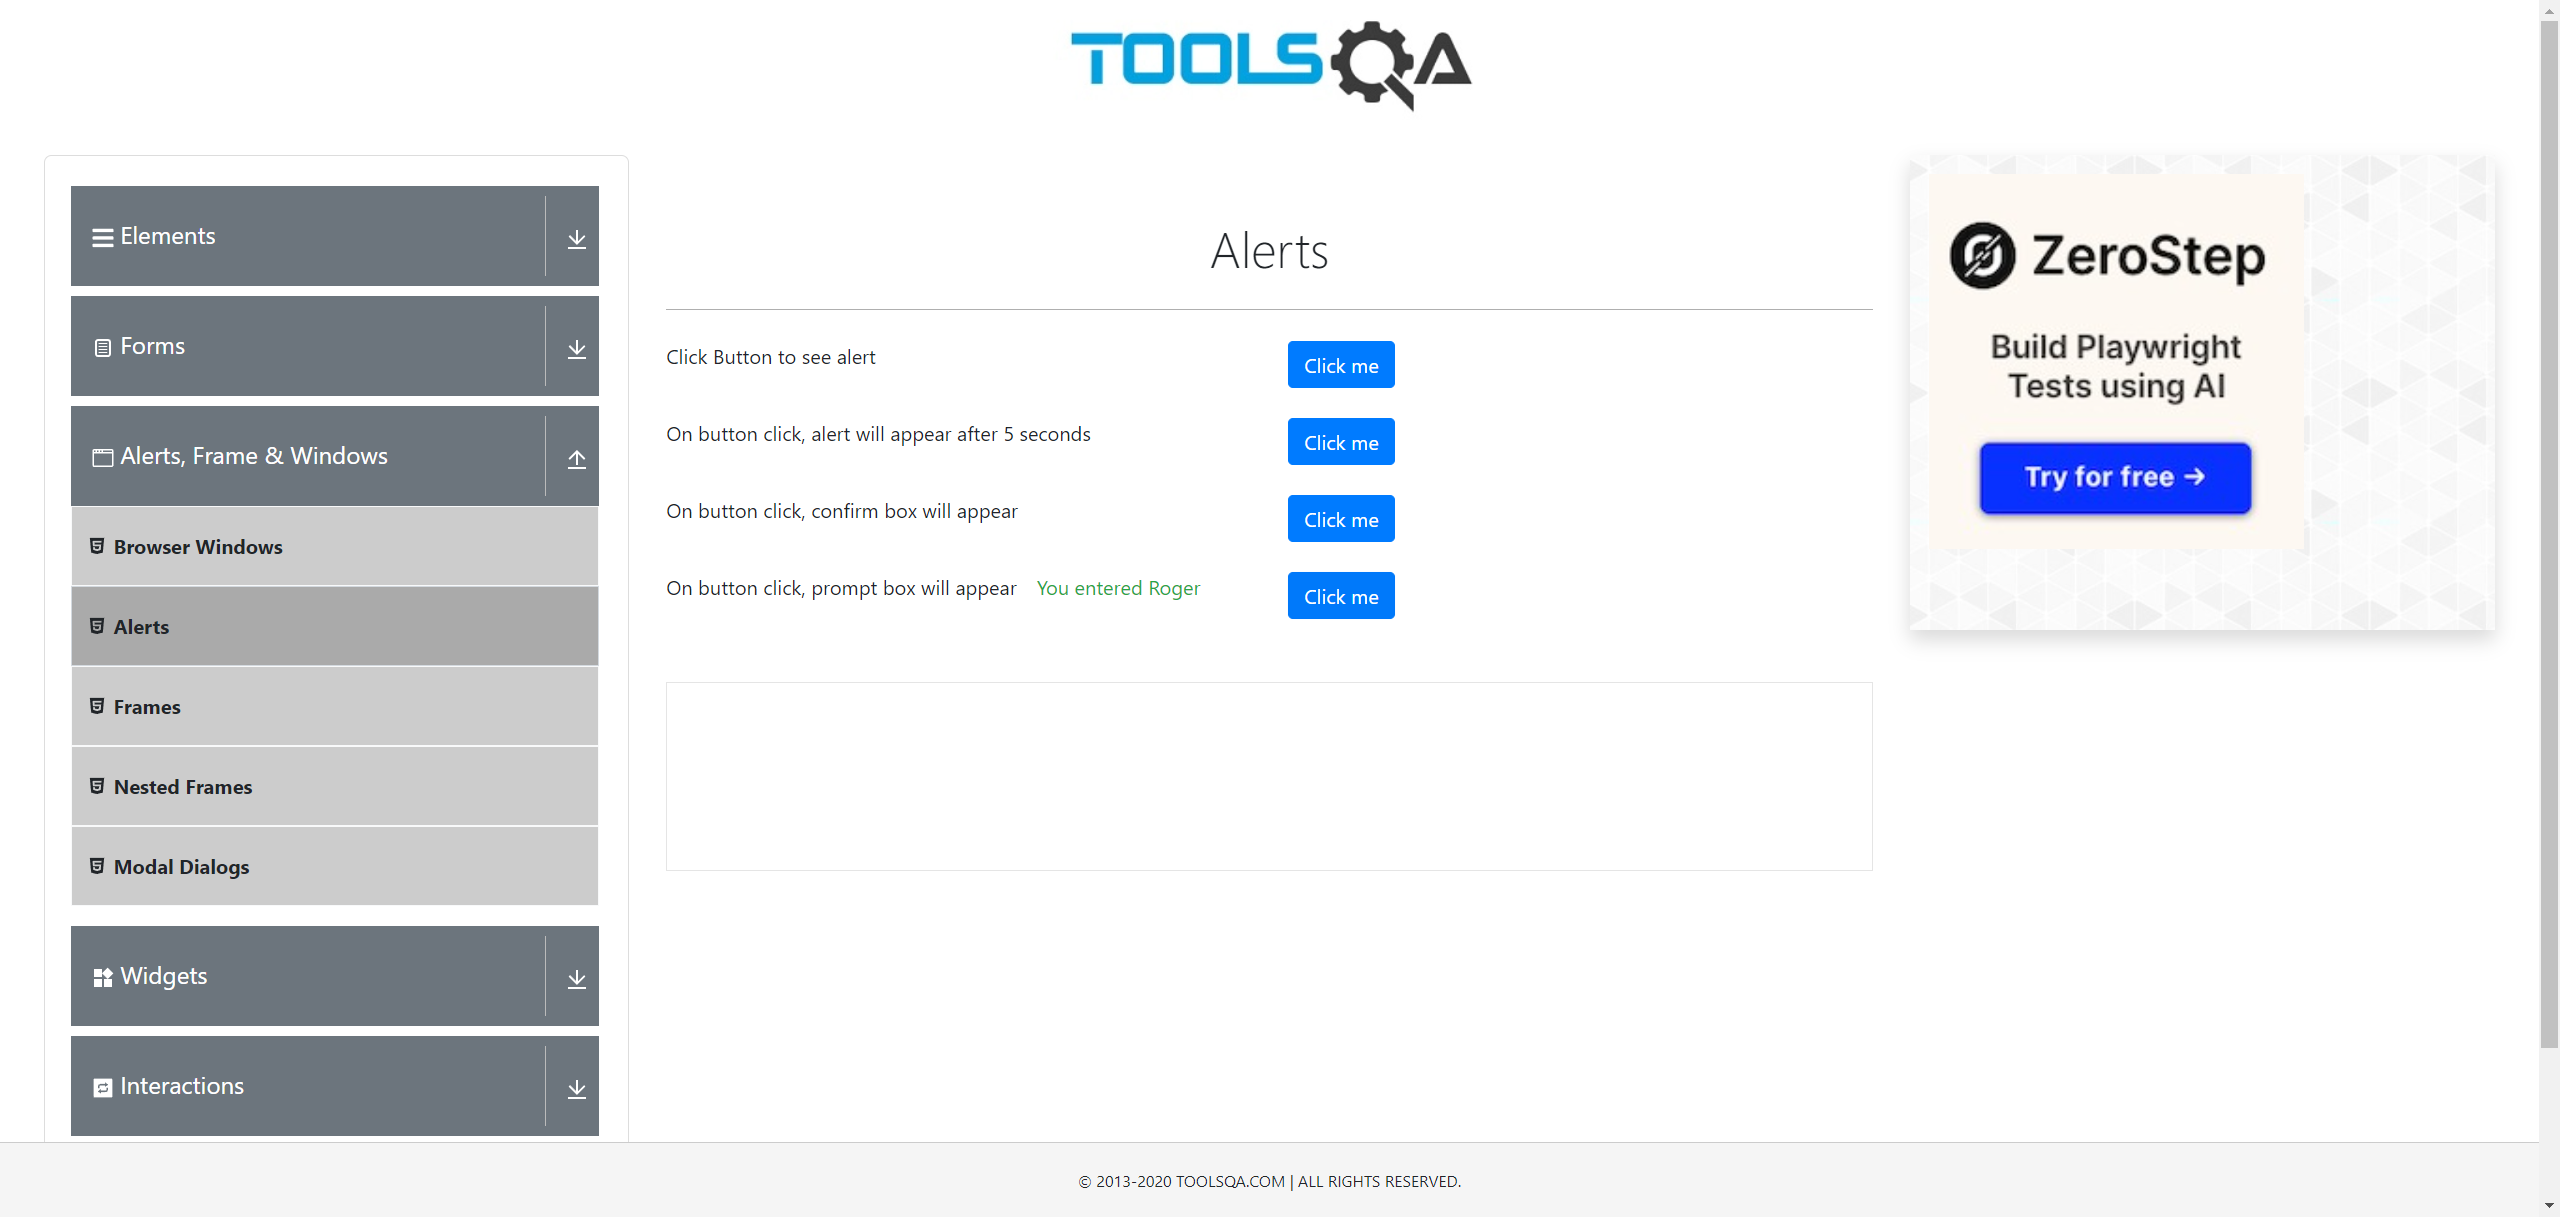 TOOLSQA
Elements
Forms
Alerts, Frame & Windows
Browser Windows
Alerts
Frames
Nested Frames
Modal Dialogs
Widgets
Interactions
Alerts
Click Button to see alert
Click me
On button click, alert will appear after 5 seconds
Click me
On button click, confirm box will appear
Click me
On button click, prompt box will appear You entered Roger
Click me
ZeroStep
Build Playwright
Tests using AI
Try for free →
© 2013-2020 TOOLSQA.COM | ALL RIGHTS RESERVED.